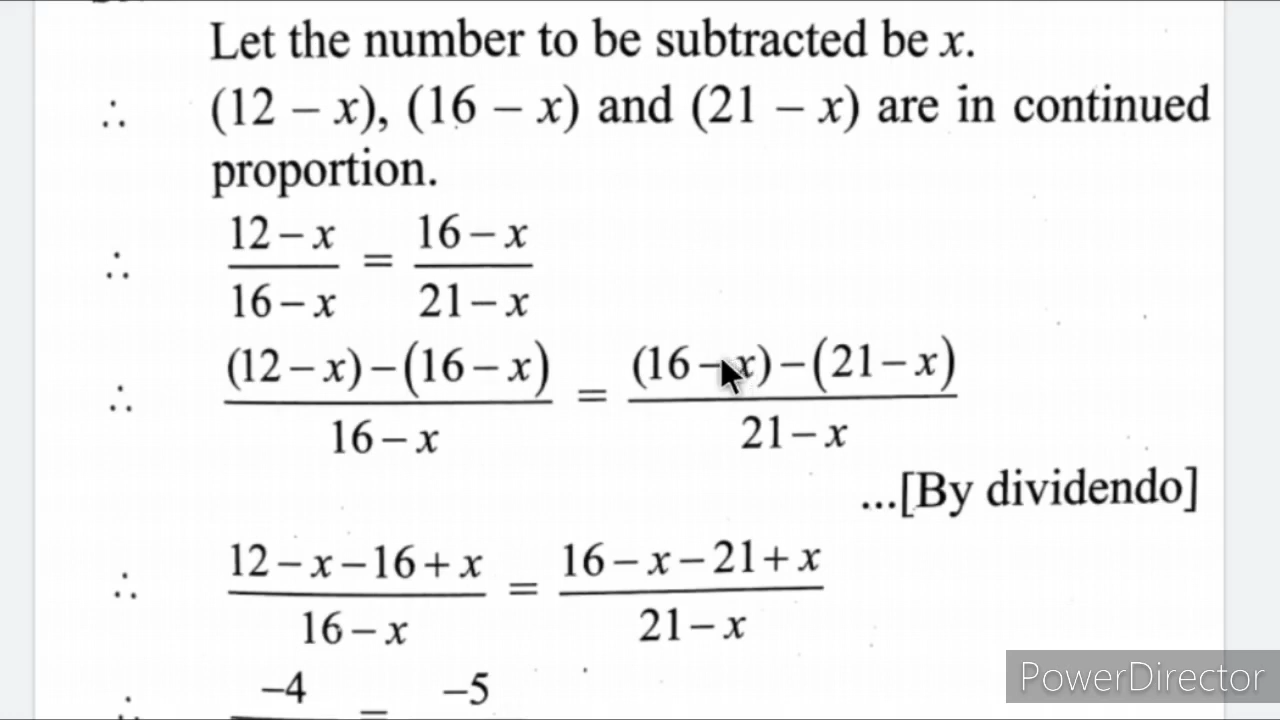 Let the number to be subtracted be x.
∴ (12 – x), (16 – x) and (21 – x) are in continued
proportion.
∴ (12 – x)/(16 – x) = (16 – x)/(21 – x)
∴ ((12 – x) – (16 – x))/(16 – x) = ((16 – x) – (21 – x))/(21 – x)
...[By dividendo]
∴ (12 – x – 16 + x)/(16 – x) = (16 – x – 21 + x)/(21 – x)
∴ –4 = –5
PowerDirector